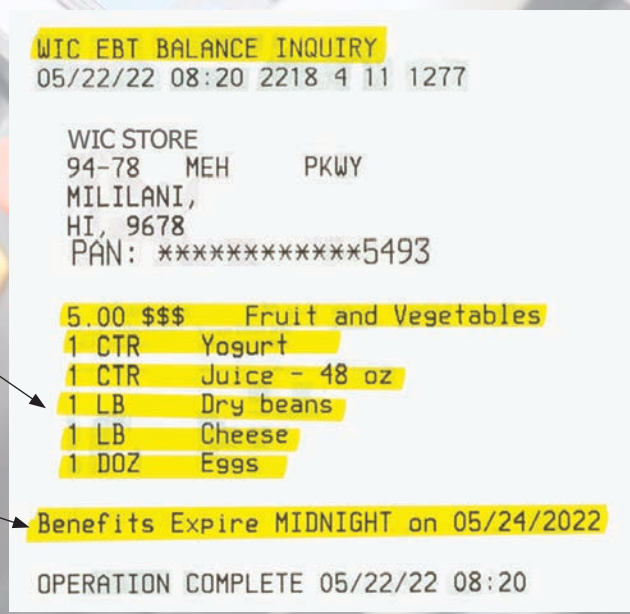 WIC EBT BALANCE INQUIRY
05/22/22 08:20 2218 4 11 1277
WIC STORE
94-78 MEH PKWY
MILILANI,
HI, 9678
PAN: ************5493
5.00 $$$ Fruit and Vegetables
1 CTR Yogurt
1 CTR Juice - 48 oz
1 LB Dry beans
1 LB Cheese
1 DOZ Eggs
Benefits Expire MIDNIGHT on 05/24/2022
OPERATION COMPLETE 05/22/22 08:20